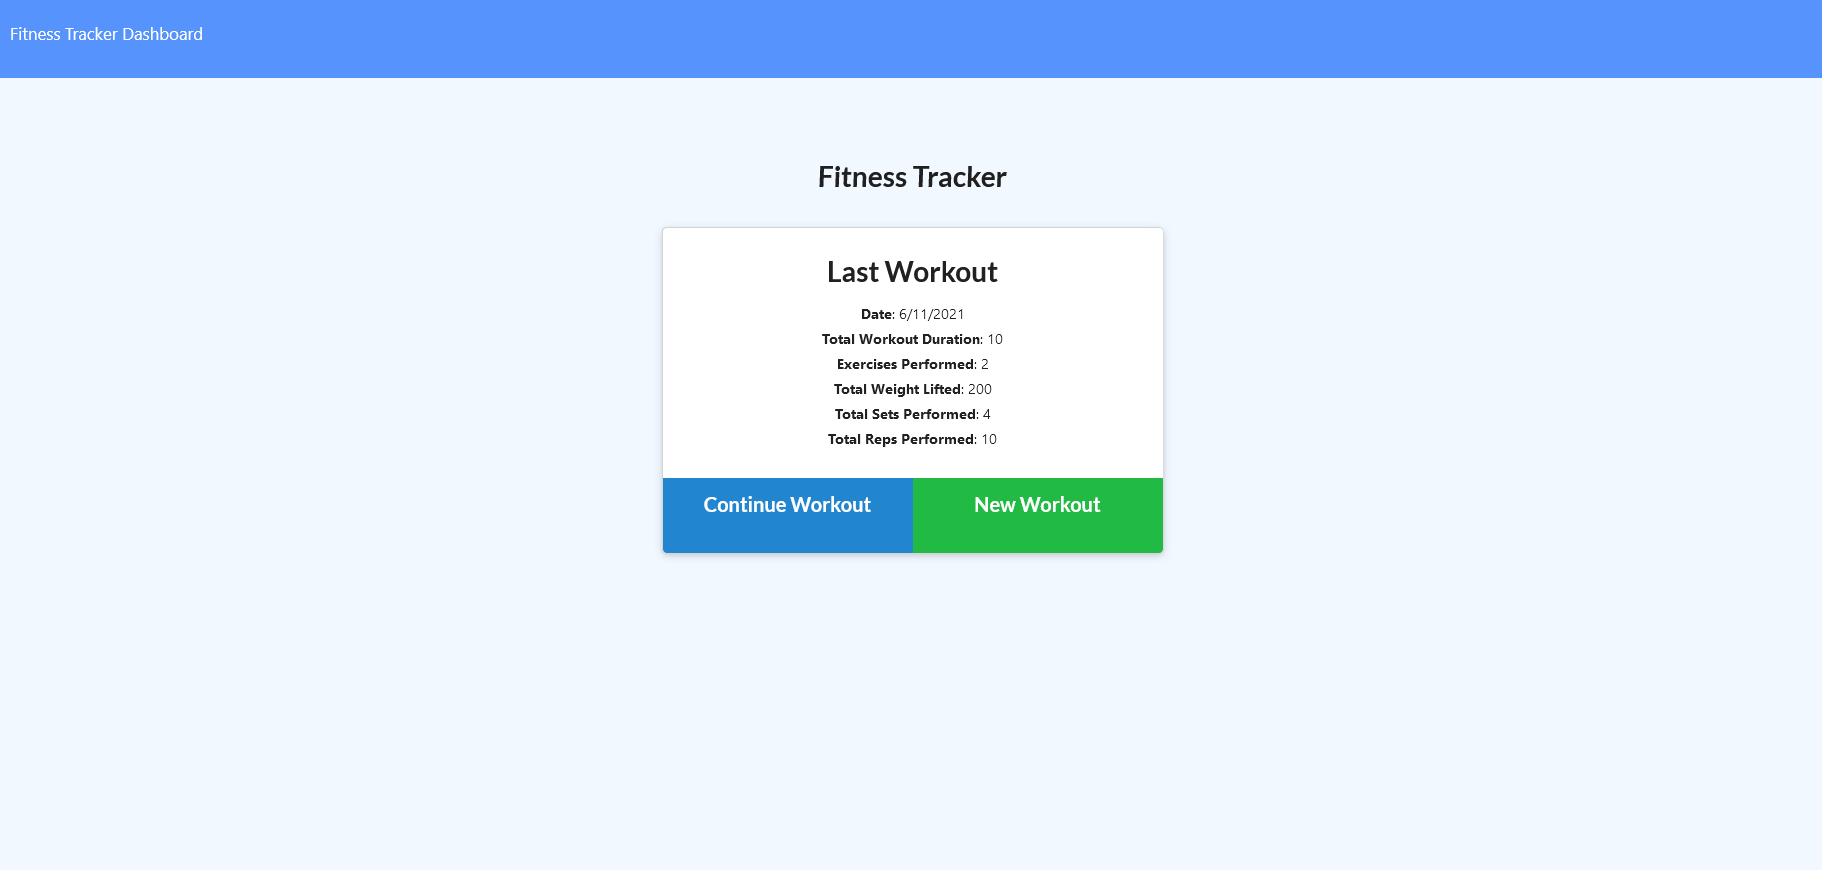 Fitness Tracker Dashboard
Fitness Tracker
Last Workout
Date: 6/11/2021
Total Workout Duration: 10
Exercises Performed: 2
Total Weight Lifted: 200
Total Sets Performed: 4
Total Reps Performed: 10
Continue Workout
New Workout